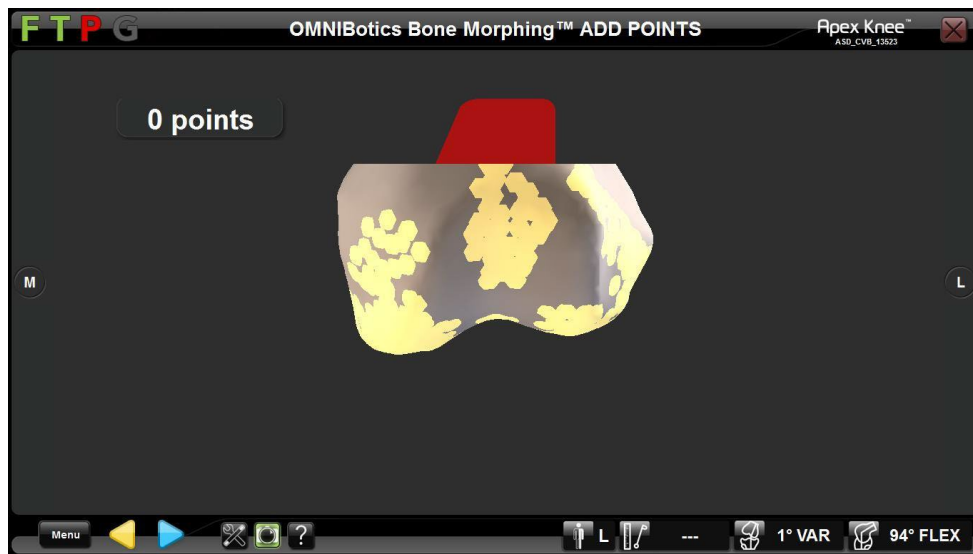 F T P G
OMNIBotics Bone Morphing™ ADD POINTS
Apex Knee™
ASD_CVB_13523
0 points
M
L
Menu
?
L
---
1° VAR
94° FLEX